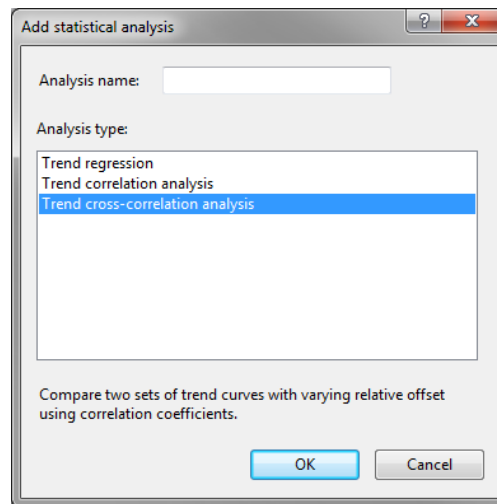 Add statistical analysis
Analysis name:
Analysis type:
Trend regression
Trend correlation analysis
Trend cross-correlation analysis
Compare two sets of trend curves with varying relative offset
using correlation coefficients.
OK
Cancel